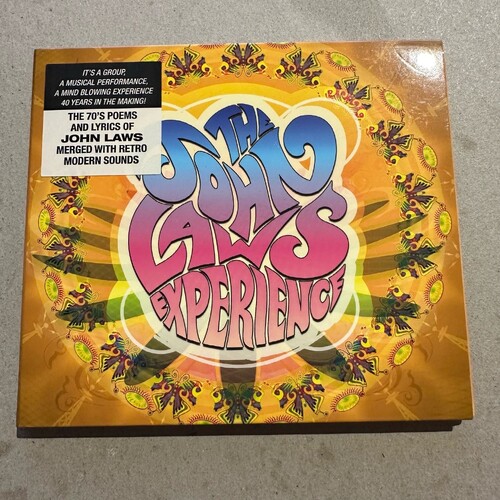 IT'S A GROUP,
A MUSICAL PERFORMANCE,
A MIND BLOWING EXPERIENCE
40 YEARS IN THE MAKING!
THE 70'S POEMS
AND LYRICS OF
JOHN LAWS
MERGED WITH RETRO
MODERN SOUNDS
THE
JOHN
LAWS
EXPERIENCE